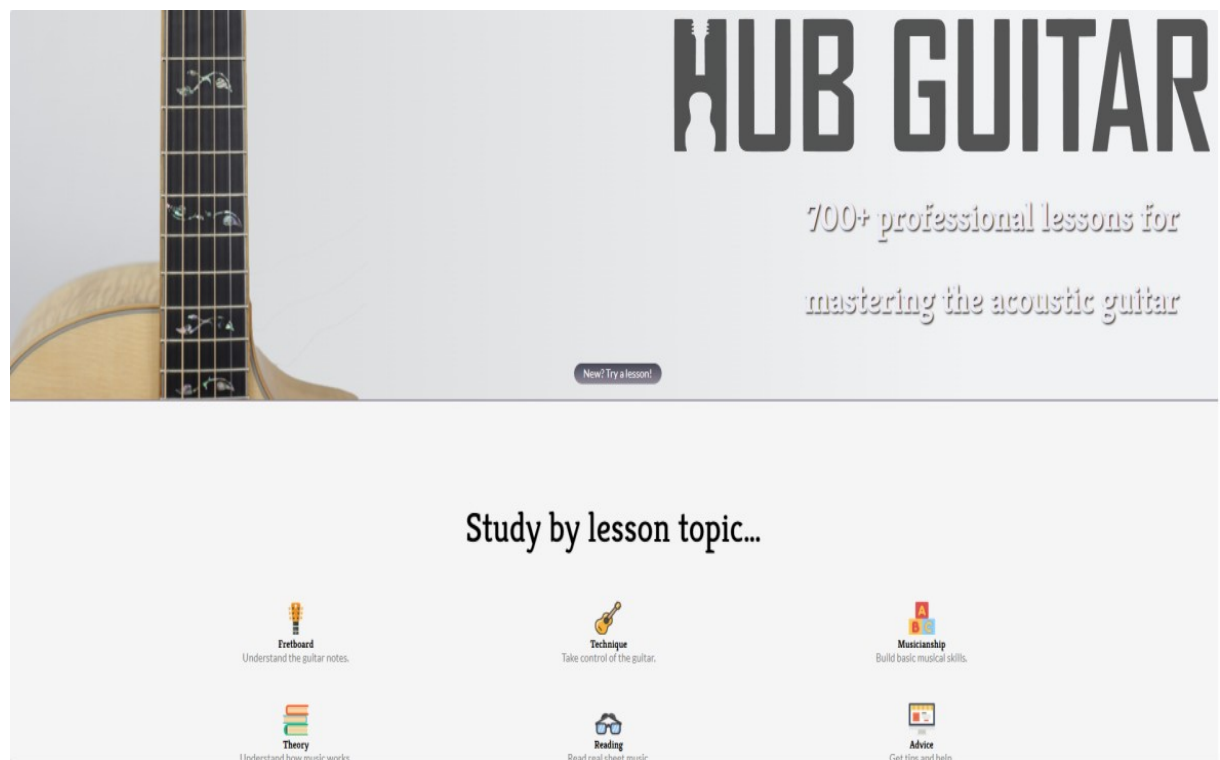 HUB GUITAR
700+ professional lessons for
mastering the acoustic guitar
New? Try a lesson!
Study by lesson topic...
Fretboard
Understand the guitar notes.
Technique
Take control of the guitar.
Musicianship
Build basic musical skills.
Theory
Understand how music works.
Reading
Read real sheet music.
Advice
Get tips and help.